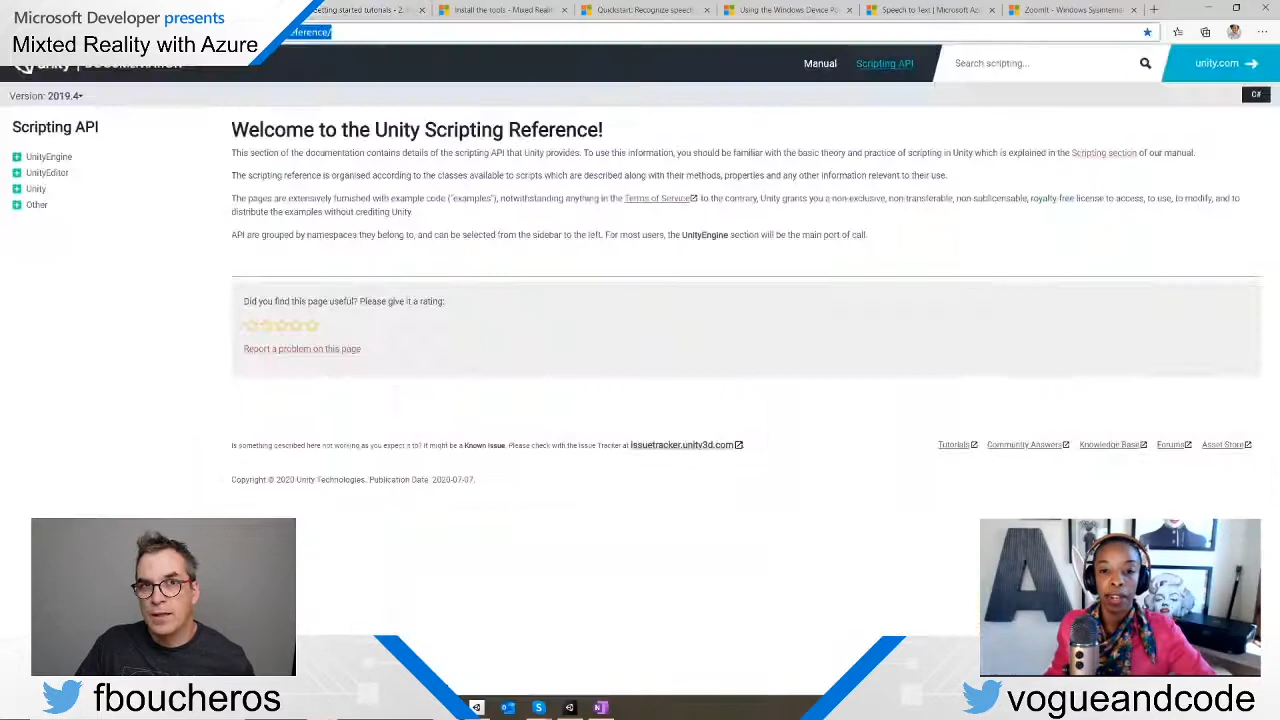 Microsoft Developer presents
Mixted Reality with Azure
etting started tutorials - 2.
Install the tools - Mixed Reali
Quickstart: Recognize speech
Using the Windows Device Po
Speech to Text | Microsoft Az
ZoomIt - Windows Sysinterna
eference/
unity DOCUMENTATION
Manual
Scripting API
Search scripting...
unity.com
Version: 2019.4
C#
Scripting API
UnityEngine
UnityEditor
Unity
Other
Welcome to the Unity Scripting Reference!
This section of the documentation contains details of the scripting API that Unity provides. To use this information, you should be familiar with the basic theory and practice of scripting in Unity which is explained in the Scripting section of our manual.
The scripting reference is organised according to the classes available to scripts which are described along with their methods, properties and any other information relevant to their use.
The pages are extensively furnished with example code ("examples"), notwithstanding anything in the Terms of Service to the contrary, Unity grants you a non-exclusive, non-transferable, non-sublicensable, royalty-free license to access, to use, to modify, and to
distribute the examples without crediting Unity.
API are grouped by namespaces they belong to, and can be selected from the sidebar to the left. For most users, the UnityEngine section will be the main port of call.
Did you find this page useful? Please give it a rating:
Report a problem on this page
Is something described here not working as you expect it to? It might be a Known Issue. Please check with the Issue Tracker at issuetracker.unity3d.com
Tutorials
Community Answers
Knowledge Base
Forums
Asset Store
Copyright © 2020 Unity Technologies. Publication Date: 2020-07-07.
A
fboucheros
vogueandcode